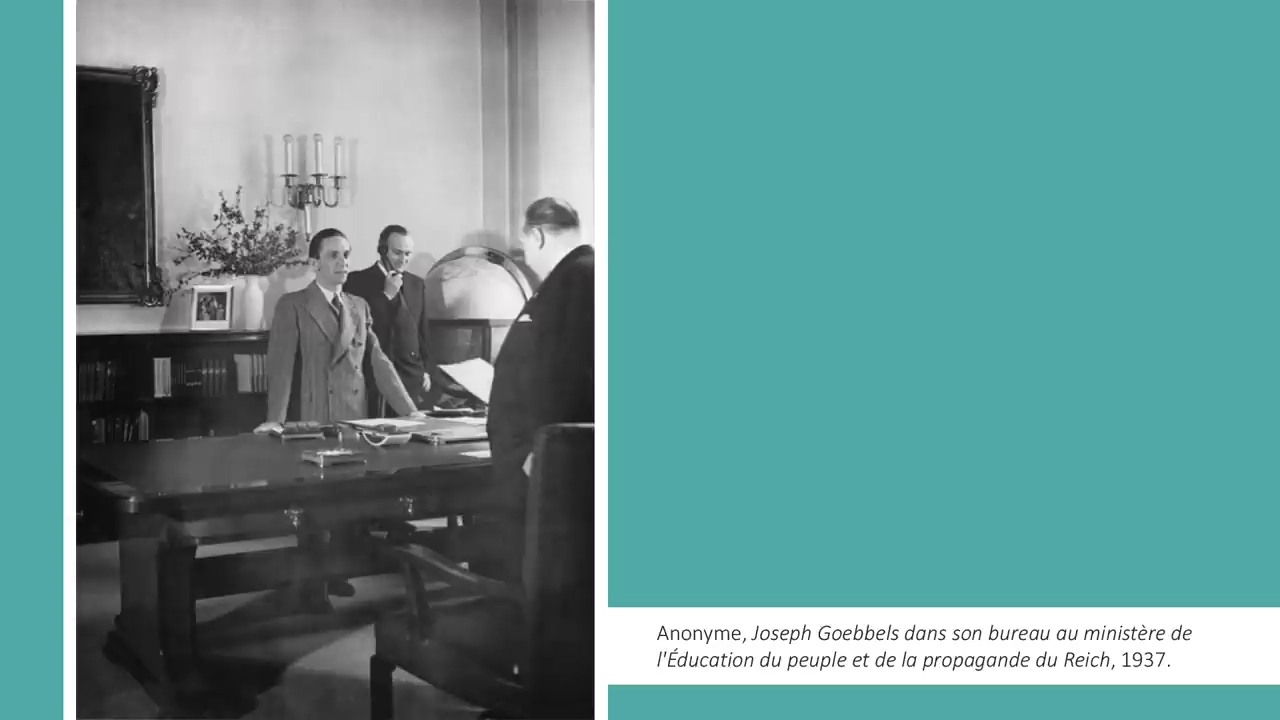 Anonyme, Joseph Goebbels dans son bureau au ministère de
l'Éducation du peuple et de la propagande du Reich, 1937.